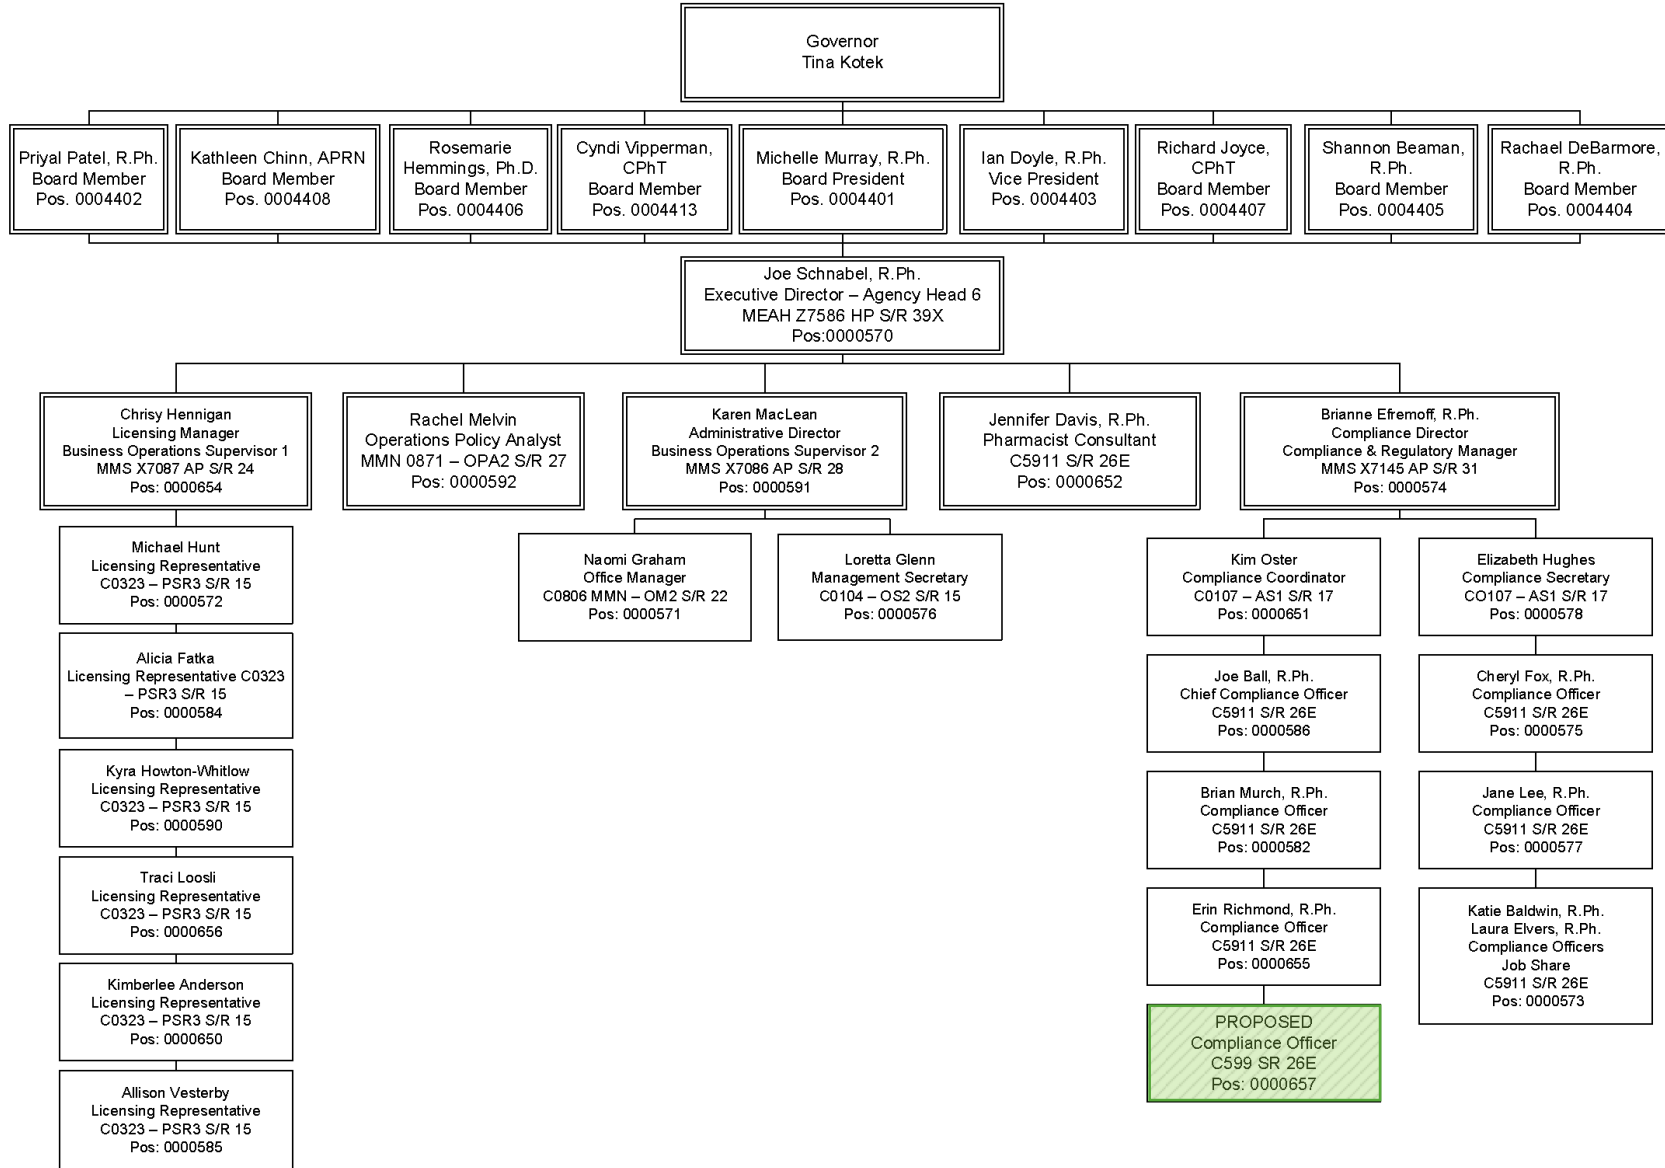 Governor
Tina Kotek
Priyal Patel, R.Ph.
Board Member
Pos. 0004402
Kathleen Chinn, APRN
Board Member
Pos. 0004408
Rosemarie
Hemmings, Ph.D.
Board Member
Pos. 0004406
Cyndi Vipperman,
CPhT
Board Member
Pos. 0004413
Michelle Murray, R.Ph.
Board President
Pos. 0004401
Ian Doyle, R.Ph.
Vice President
Pos. 0004403
Richard Joyce,
CPhT
Board Member
Pos. 0004407
Shannon Beaman,
R.Ph.
Board Member
Pos. 0004405
Rachael DeBarmore,
R.Ph.
Board Member
Pos. 0004404
Joe Schnabel, R.Ph.
Executive Director – Agency Head 6
MEAH Z7586 HP S/R 39X
Pos:0000570
Chrisy Hennigan
Licensing Manager
Business Operations Supervisor 1
MMS X7087 AP S/R 24
Pos: 0000654
Rachel Melvin
Operations Policy Analyst
MMN 0871 – OPA2 S/R 27
Pos: 0000592
Karen MacLean
Administrative Director
Business Operations Supervisor 2
MMS X7086 AP S/R 28
Pos: 0000591
Jennifer Davis, R.Ph.
Pharmacist Consultant
C5911 S/R 26E
Pos: 0000652
Brianne Efremoff, R.Ph.
Compliance Director
Compliance & Regulatory Manager
MMS X7145 AP S/R 31
Pos: 0000574
Michael Hunt
Licensing Representative
C0323 – PSR3 S/R 15
Pos: 0000572
Alicia Fatka
Licensing Representative C0323
– PSR3 S/R 15
Pos: 0000584
Kyra Howton-Whitlow
Licensing Representative
C0323 – PSR3 S/R 15
Pos: 0000590
Traci Loosli
Licensing Representative
C0323 – PSR3 S/R 15
Pos: 0000656
Kimberlee Anderson
Licensing Representative
C0323 – PSR3 S/R 15
Pos: 0000650
Allison Vesterby
Licensing Representative
C0323 – PSR3 S/R 15
Pos: 0000585
Naomi Graham
Office Manager
C0806 MMN – OM2 S/R 22
Pos: 0000571
Loretta Glenn
Management Secretary
C0104 – OS2 S/R 15
Pos: 0000576
Kim Oster
Compliance Coordinator
C0107 – AS1 S/R 17
Pos: 0000651
Joe Ball, R.Ph.
Chief Compliance Officer
C5911 S/R 26E
Pos: 0000586
Brian Murch, R.Ph.
Compliance Officer
C5911 S/R 26E
Pos: 0000582
Erin Richmond, R.Ph.
Compliance Officer
C5911 S/R 26E
Pos: 0000655
PROPOSED
Compliance Officer
C599 SR 26E
Pos: 0000657
Elizabeth Hughes
Compliance Secretary
CO107 – AS1 S/R 17
Pos: 0000578
Cheryl Fox, R.Ph.
Compliance Officer
C5911 S/R 26E
Pos: 0000575
Jane Lee, R.Ph.
Compliance Officer
C5911 S/R 26E
Pos: 0000577
Katie Baldwin, R.Ph.
Laura Elvers, R.Ph.
Compliance Officers
Job Share
C5911 S/R 26E
Pos: 0000573